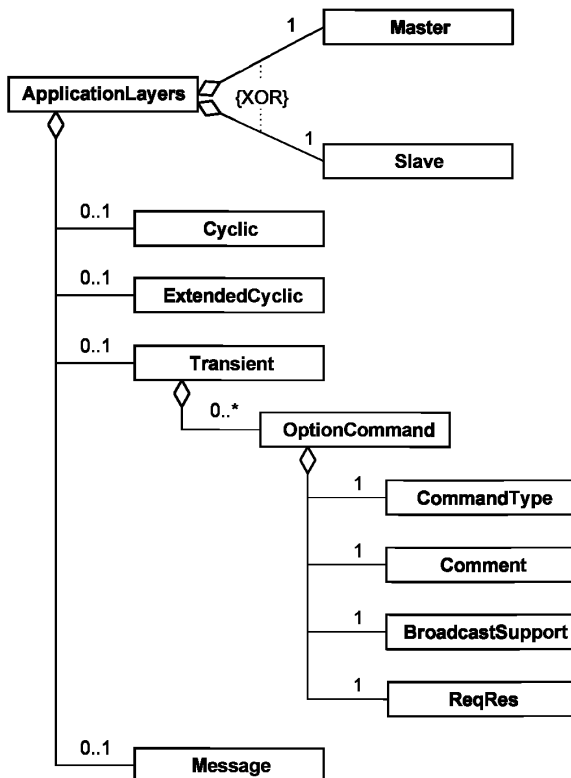 1
Master
ApplicationLayers
{XOR}
1
Slave
0..1
Cyclic
0..1
ExtendedCyclic
0..1
Transient
0..*
OptionCommand
1
CommandType
1
Comment
1
BroadcastSupport
1
ReqRes
0..1
Message